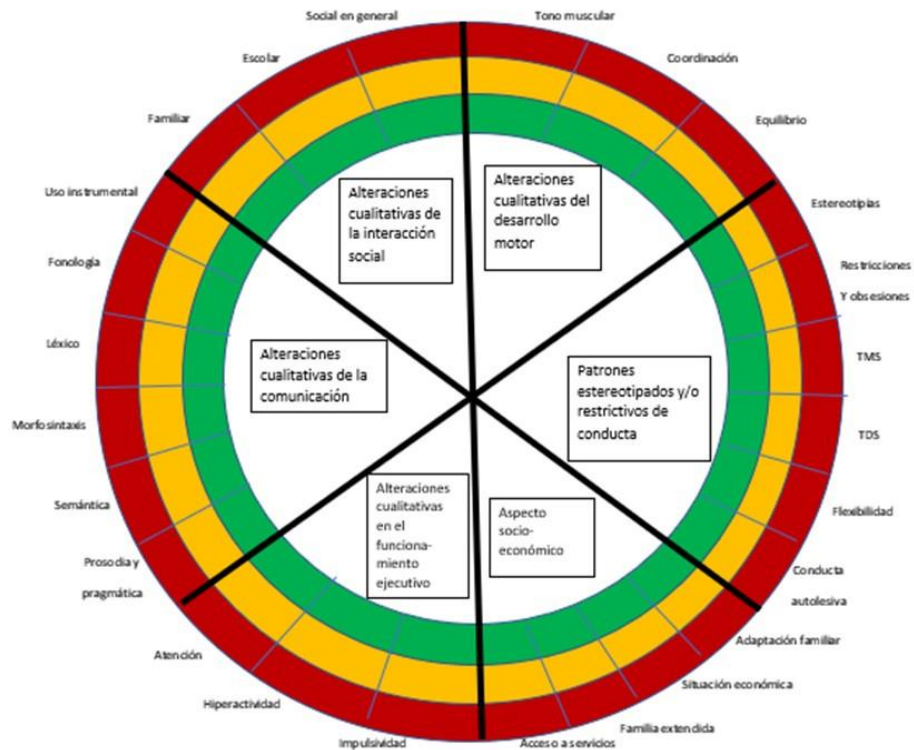 Social en general
Tono muscular
Escolar
Coordinación
Familiar
Equilibrio
Uso instrumental
Estereotipias
Fonología
Restricciones
Y obsesiones
Léxico
TMS
Morfosintaxis
TDS
Semántica
Flexibilidad
Prosodia y
pragmática
Conducta
autolesiva
Atención
Adaptación familiar
Hiperactividad
Situación económica
Impulsividad
Acceso a servicios
Familia extendida
Alteraciones
cualitativas de
la interacción
social
Alteraciones
cualitativas del
desarrollo
motor
Alteraciones
cualitativas de la
comunicación
Patrones
estereotipados y/o
restrictivos de
conducta
Alteraciones
cualitativas
en el
funciona-
miento
ejecutivo
Aspecto
socio-
económico